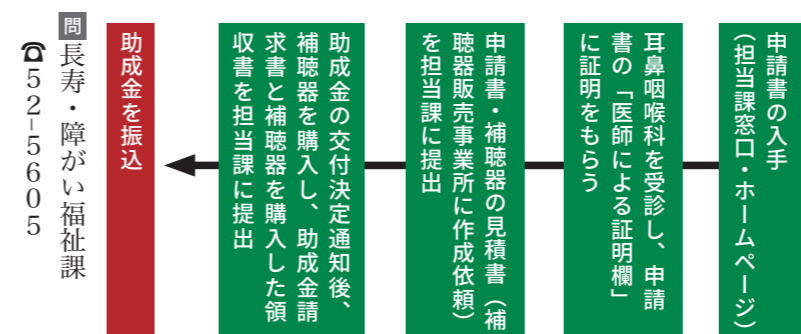 申請書の入手
（担当課窓口・ホームページ）
耳鼻咽喉科を受診し、申請
書の「医師による証明欄」
に証明をもらう
申請書・補聴器の見積書（補
聴器販売事業所に作成依頼）
を担当課に提出
助成金の交付決定通知後、
補聴器を購入し、助成金請
求書と補聴器を購入した領
収書を担当課に提出
助成金を振込
問長寿・障がい福祉課
☎52-5605